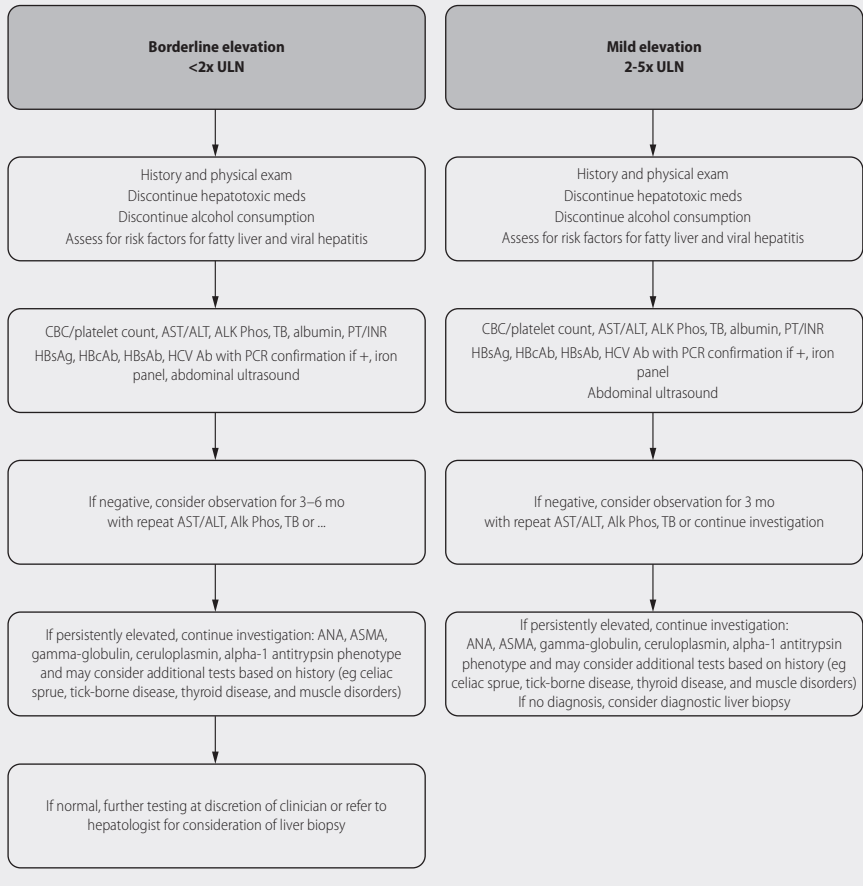 Borderline elevation
<2x ULN
History and physical exam
Discontinue hepatotoxic meds
Discontinue alcohol consumption
Assess for risk factors for fatty liver and viral hepatitis
CBC/platelet count, AST/ALT, ALK Phos, TB, albumin, PT/INR
HBsAg, HBcAb, HBsAb, HCV Ab with PCR confirmation if +, iron
panel, abdominal ultrasound
If negative, consider observation for 3–6 mo
with repeat AST/ALT, Alk Phos, TB or ...
If persistently elevated, continue investigation: ANA, ASMA,
gamma-globulin, ceruloplasmin, alpha-1 antitrypsin phenotype
and may consider additional tests based on history (eg celiac
sprue, tick-borne disease, thyroid disease, and muscle disorders)
If normal, further testing at discretion of clinician or refer to
hepatologist for consideration of liver biopsy
Mild elevation
2-5x ULN
History and physical exam
Discontinue hepatotoxic meds
Discontinue alcohol consumption
Assess for risk factors for fatty liver and viral hepatitis
CBC/platelet count, AST/ALT, ALK Phos, TB, albumin, PT/INR
HBsAg, HBcAb, HBsAb, HCV Ab with PCR confirmation if +, iron
panel
Abdominal ultrasound
If negative, consider observation for 3 mo
with repeat AST/ALT, Alk Phos, TB or continue investigation
If persistently elevated, continue investigation:
ANA, ASMA, gamma-globulin, ceruloplasmin, alpha-1 antitrypsin
phenotype and may consider additional tests based on history (eg
celiac sprue, tick-borne disease, thyroid disease, and muscle disorders)
If no diagnosis, consider diagnostic liver biopsy